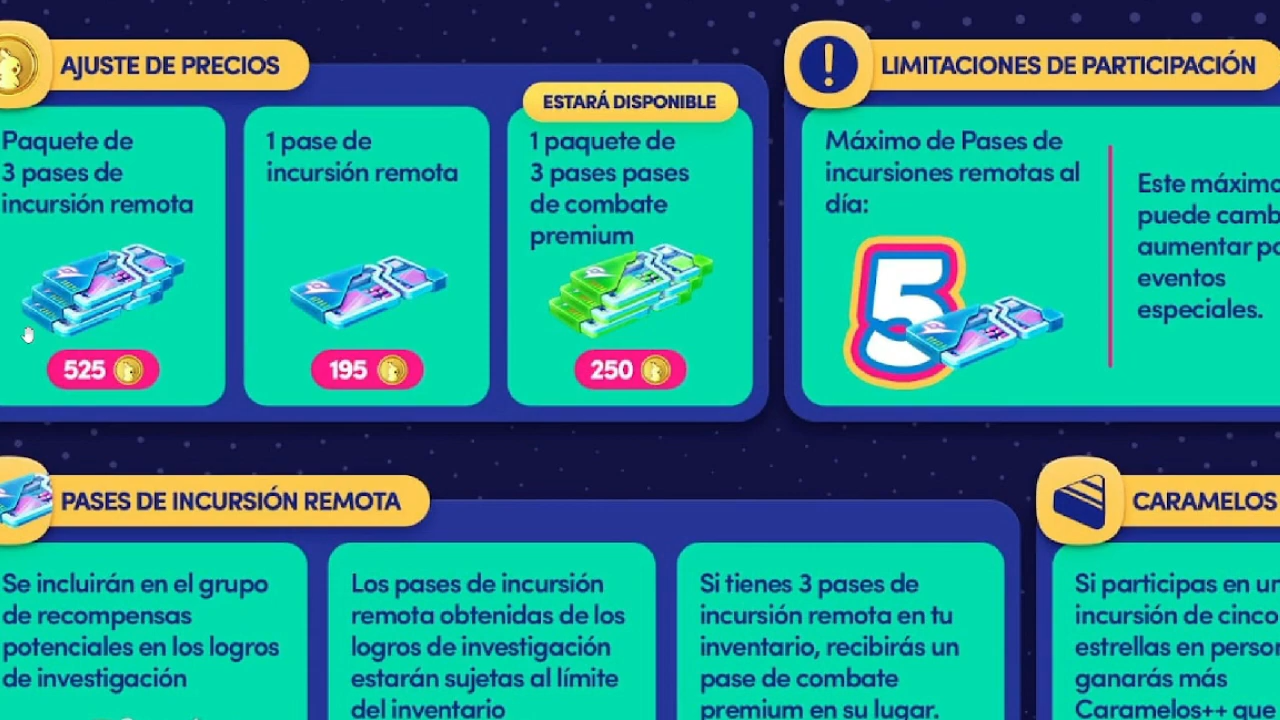 AJUSTE DE PRECIOS
Paquete de
3 pases de
incursión remota
525
1 pase de
incursión remota
195
ESTARÁ DISPONIBLE
1 paquete de
3 pases pases
de combate
premium
250
LIMITACIONES DE PARTICIPACIÓN
Máximo de Pases de
incursiones remotas al
día:
5
Este máximo
puede camb
aumentar po
eventos
especiales.
PASES DE INCURSIÓN REMOTA
Se incluirán en el grupo
de recompensas
potenciales en los logros
de investigación
Los pases de incursión
remota obtenidas de los
logros de investigación
estarán sujetas al límite
del inventario
Si tienes 3 pases de
incursión remota en tu
inventario, recibirás un
pase de combate
premium en su lugar.
CARAMELOS
Si participas en un
incursión de cinco
estrellas en person
ganarás más
Caramelos++ que